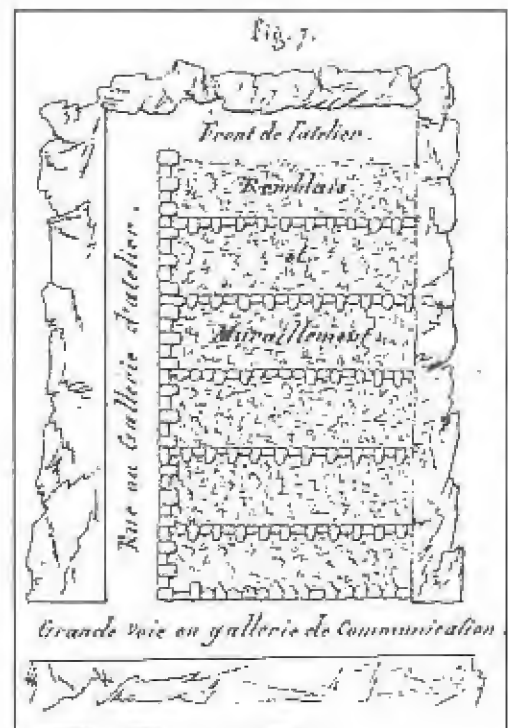 fig. 7.
Front de l'atelier.
Remblais
et
Muraillement
Rue ou Gallerie d'atelier.
Grande Voie ou gallerie de Communication.